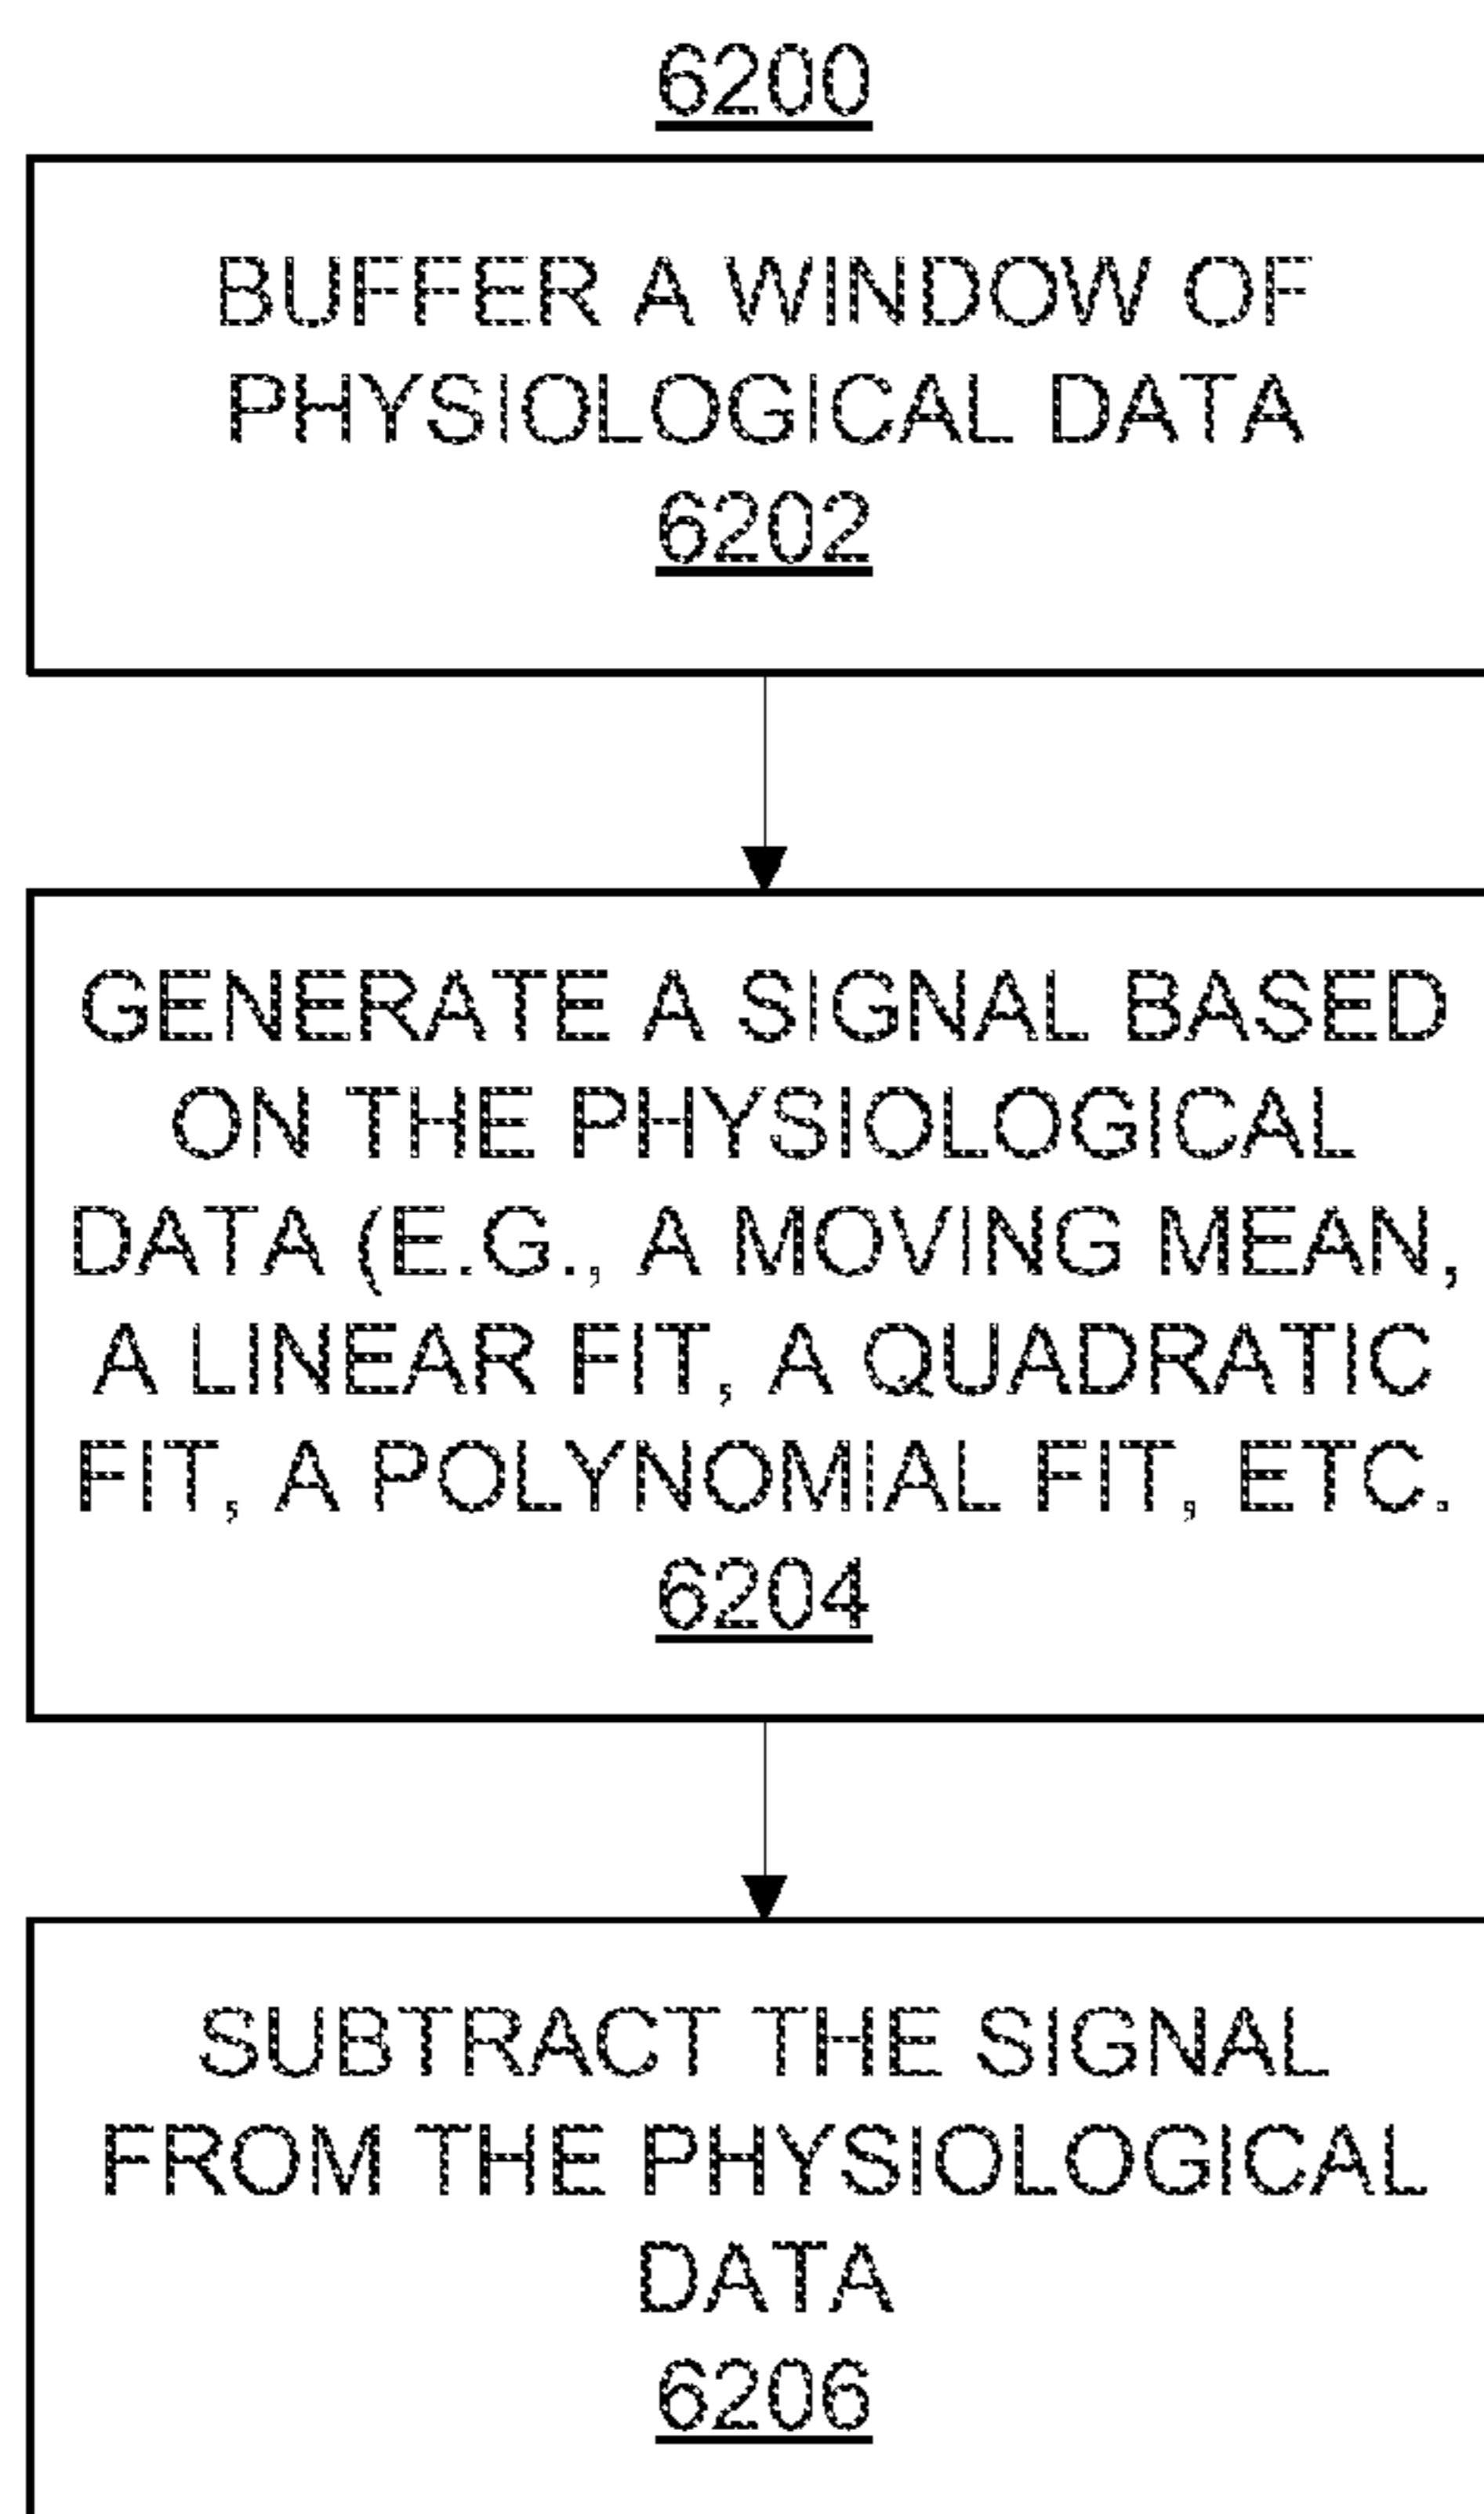 6200
BUFFER A WINDOW OF
PHYSIOLOGICAL DATA
6202
GENERATE A SIGNAL BASED
ON THE PHYSIOLOGICAL
DATA (E.G., A MOVING MEAN,
A LINEAR FIT, A QUADRATIC
FIT, A POLYNOMIAL FIT, ETC.
6204
SUBTRACT THE SIGNAL
FROM THE PHYSIOLOGICAL
DATA
6206